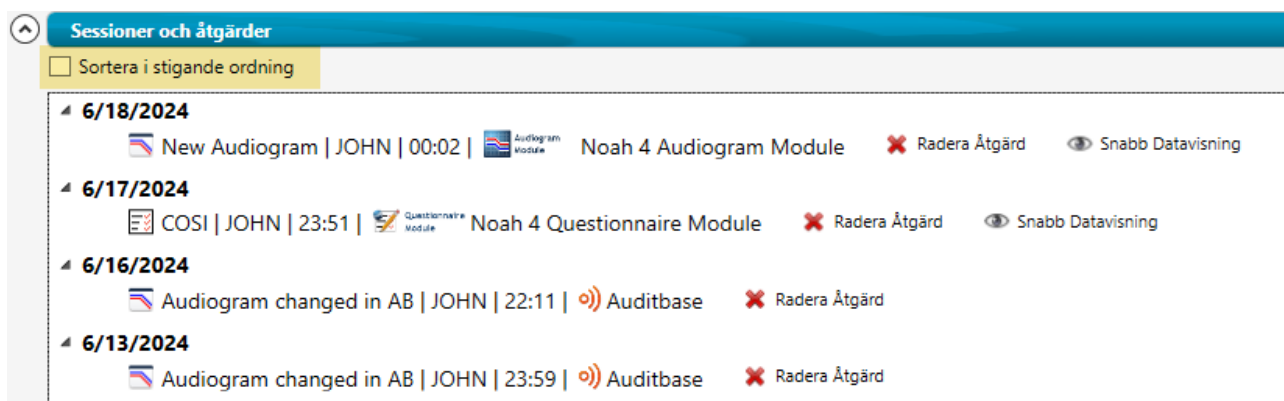 Sessioner och åtgärder
Sortera i stigande ordning
6/18/2024
New Audiogram | JOHN | 00:02 | Audiogram Module Noah 4 Audiogram Module Radera Åtgärd Snabb Datavisning
6/17/2024
COSI | JOHN | 23:51 | Questionnaire Module Noah 4 Questionnaire Module Radera Åtgärd Snabb Datavisning
6/16/2024
Audiogram changed in AB | JOHN | 22:11 | Auditbase Radera Åtgärd
6/13/2024
Audiogram changed in AB | JOHN | 23:59 | Auditbase Radera Åtgärd